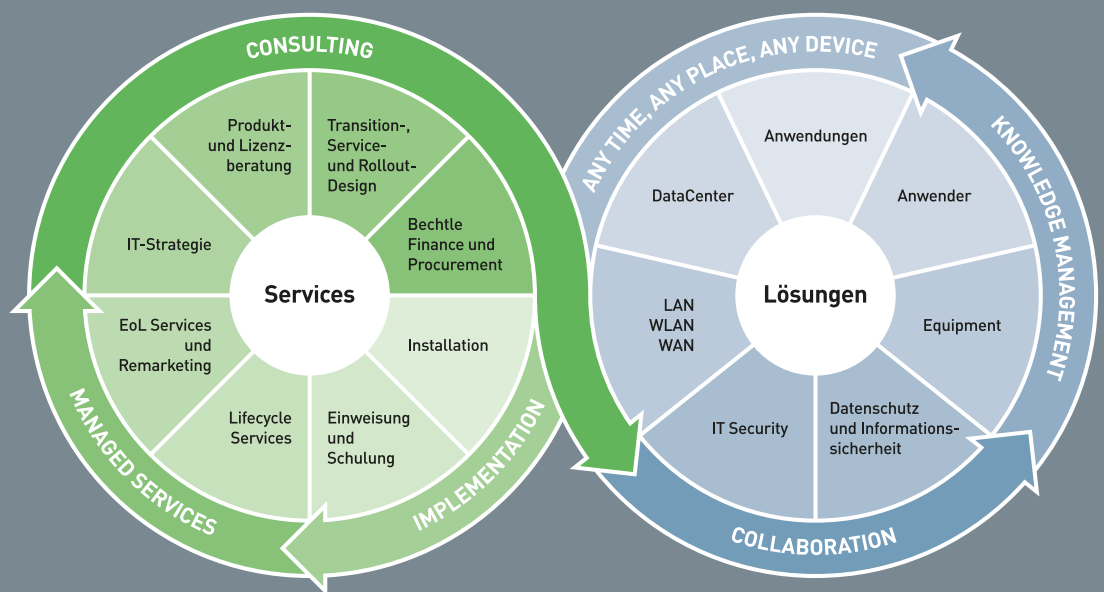 CONSULTING
Produkt-
und Lizenz-
beratung
Transition-,
Service-
und Rollout-
Design
IT-Strategie
Bechtle
Finance und
Procurement
Services
EoL Services
und
Remarketing
Installation
Lifecycle
Services
Einweisung
und
Schulung
MANAGED SERVICES
IMPLEMENTATION
ANY TIME, ANY PLACE, ANY DEVICE
KNOWLEDGE MANAGEMENT
Anwendungen
DataCenter
Anwender
Lösungen
LAN
WLAN
WAN
Equipment
IT Security
Datenschutz
und Informations-
sicherheit
COLLABORATION